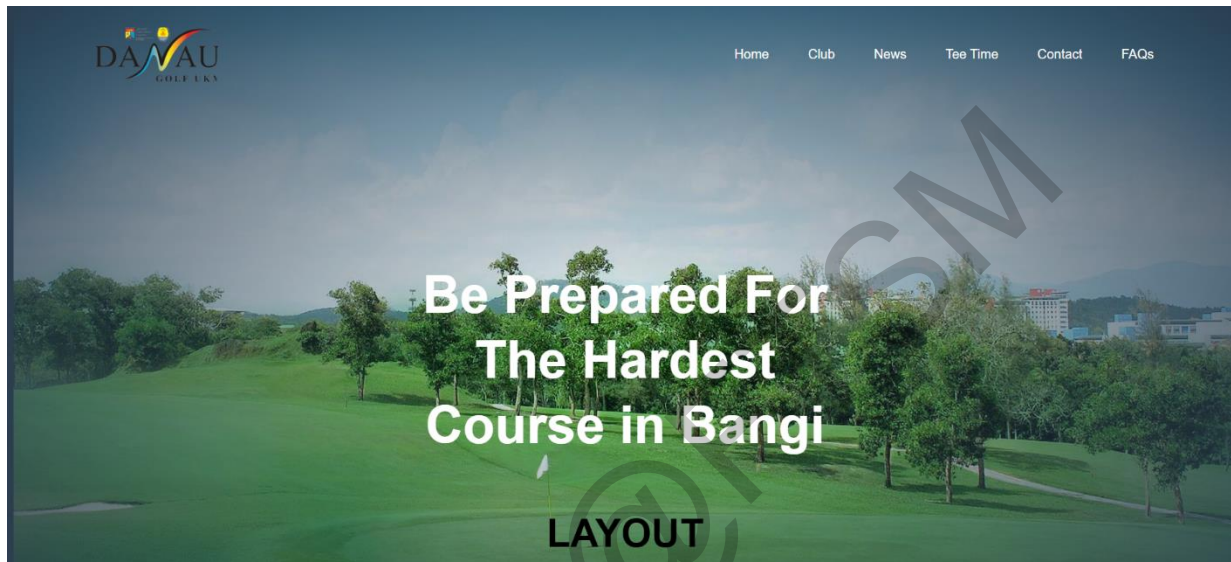 DANAU
GOLF UKM
Home Club News Tee Time Contact FAQs
Be Prepared For
The Hardest
Course in Bangi
LAYOUT